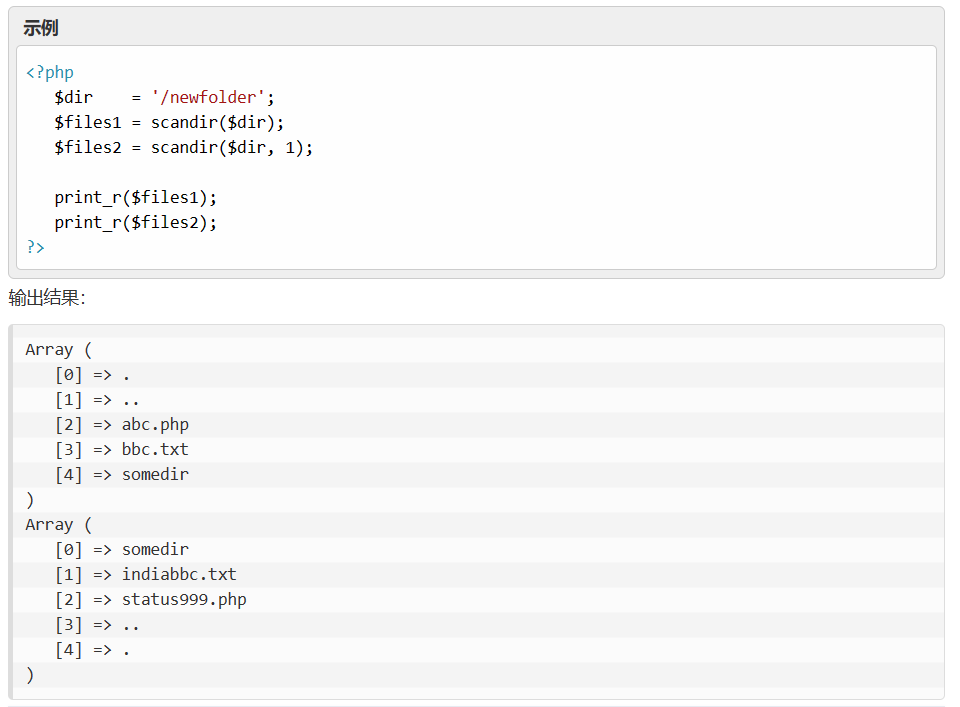 示例
<?php
   $dir    = '/newfolder';
   $files1 = scandir($dir);
   $files2 = scandir($dir, 1);

   print_r($files1);
   print_r($files2);
?>
输出结果：
Array (
   [0] => .
   [1] => ..
   [2] => abc.php
   [3] => bbc.txt
   [4] => somedir
)
Array (
   [0] => somedir
   [1] => indiabbc.txt
   [2] => status999.php
   [3] => ..
   [4] => .
)